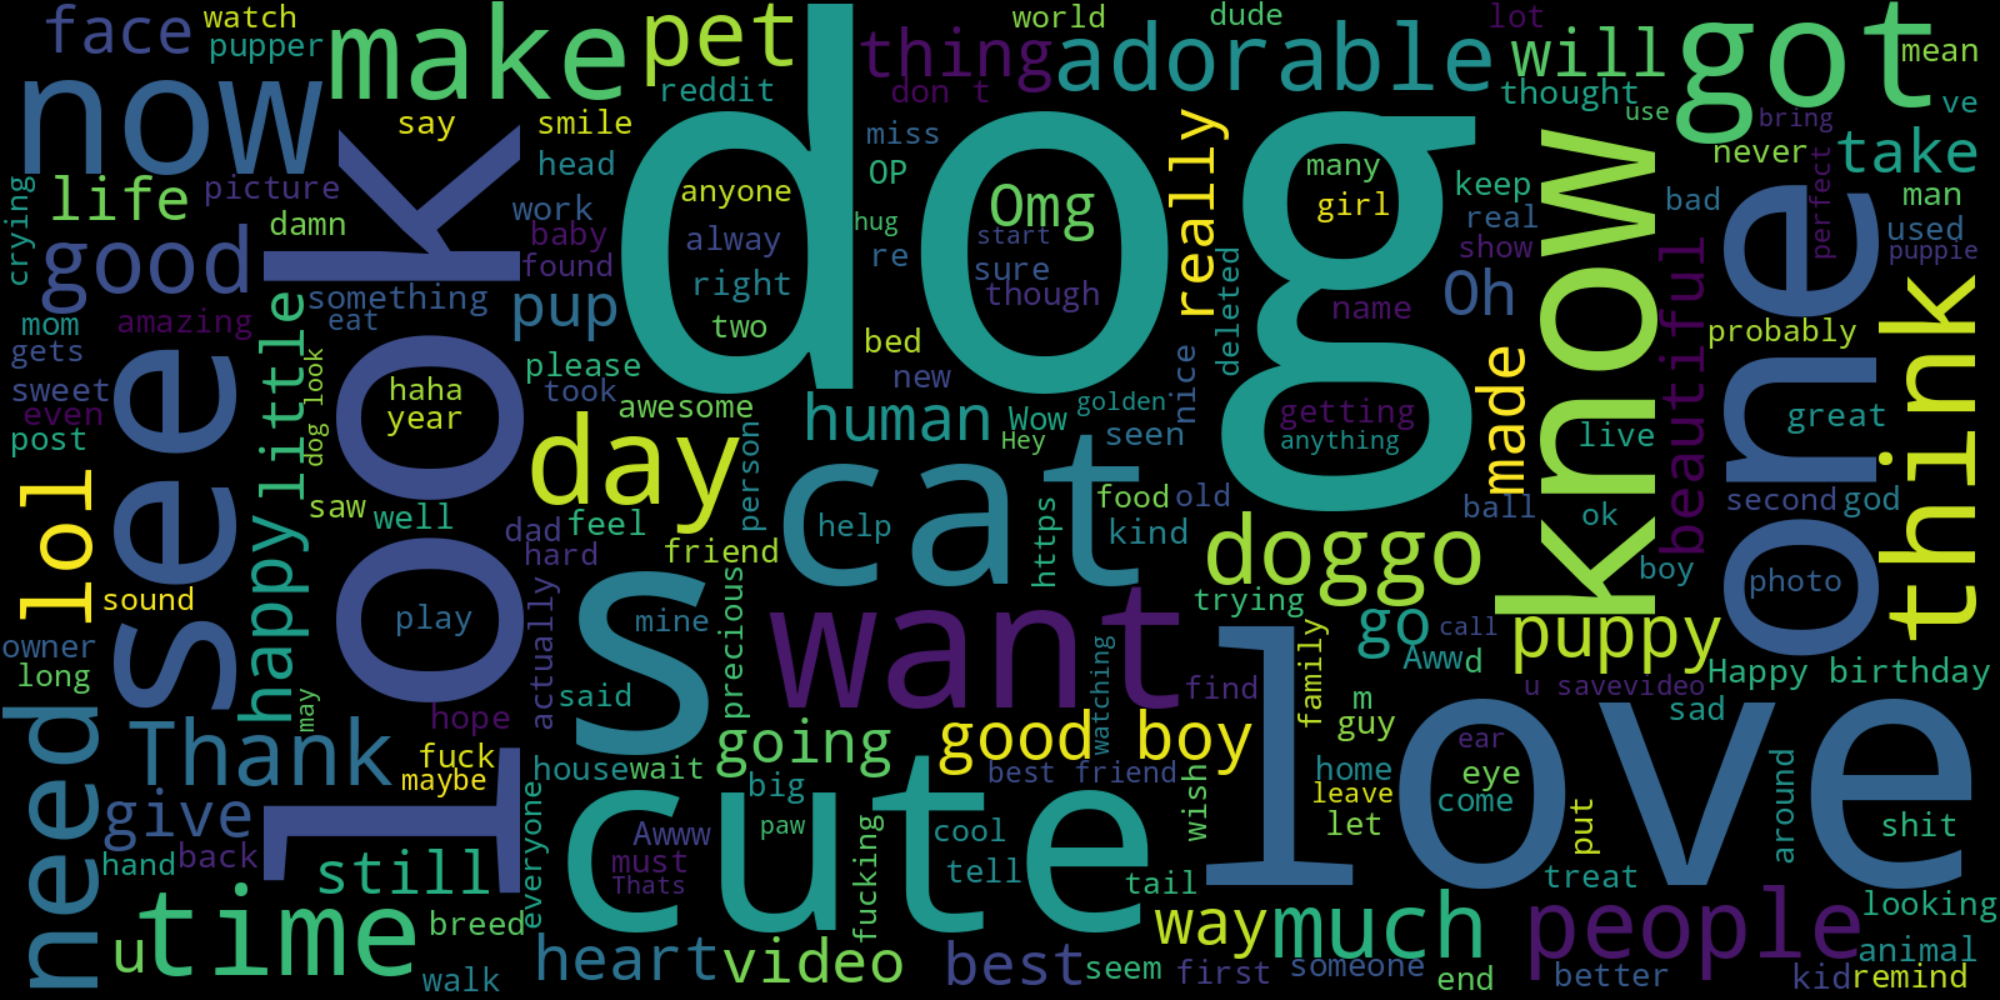 face
watch
pupper
make
pet
reddit
thing
don t
world
adorable
dude
lot
will
thought
use
got
mean
ve
now
say
smile
head
dog
miss
OP
hug
re
really
many
girl
keep
real
show
know
bring
never
take
bad
man
used
puppie
perfect
one
crying
life
picture
damn
good
look
work
baby
found
anyone
alway
right
two
Omg
start
sure
though
deleted
name
Oh
beautiful
probably
think
mom
amazing
gets
sweet
even
post
see
happy
little
something
eat
dog look
haha
year
pup
please
took
awesome
bed
new
human
Wow
Hey
golden
seen
nice
getting
anything
made
live
great
lol
saw
well
day
dad
feel
hard
friend
person
cat
help
https
food
old
kind
ball
ok
second
god
doggo
boy
photo
sound
owner
long
play
actually
s
mine
precious
want
watching
trying
find
go
call
Awww
d
family
puppy
Happy birthday
need
may
hope
said
u savevideo
sad
Thank
fuck
maybe
going
good boy
m
guy
love
ear
eye
come
home
leave
let
give
hand
back
house
wait
big
paw
best friend
wish
put
around
shit
still
everyone
cute
Awww
must
Thats
fucking
cool
tell
tail
treat
u
time
breed
walk
heart
video
best
seem
first
way
much
someone
end
people
better
looking
animal
kid
remind